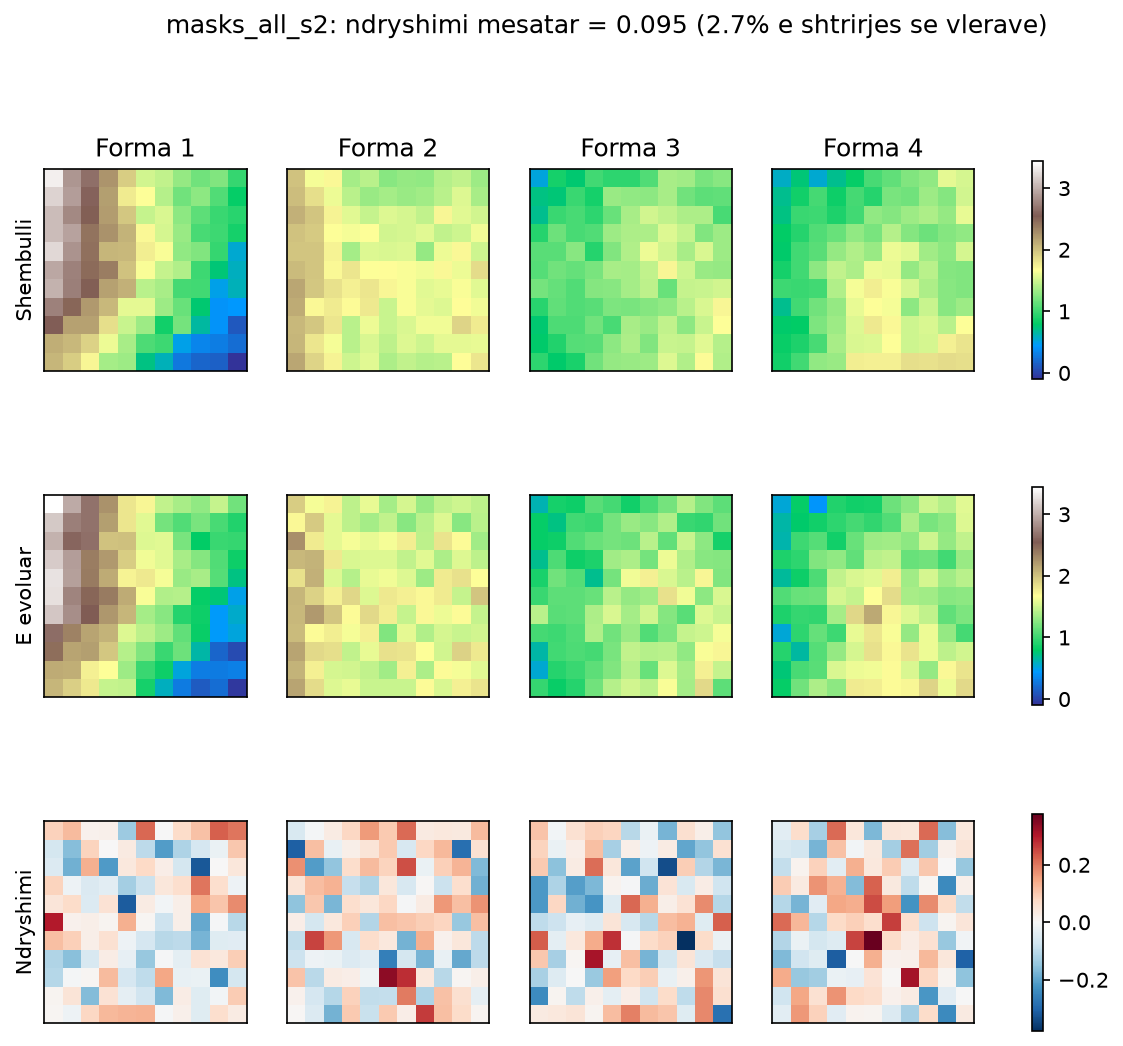 masks_all_s2: ndryshimi mesatar = 0.095 (2.7% e shtrirjes se vlerave)
Forma 1
Forma 2
Forma 3
Forma 4
Shembulli
3
2
1
0
E evoluar
3
2
1
0
Ndryshimi
0.2
0.0
−0.2